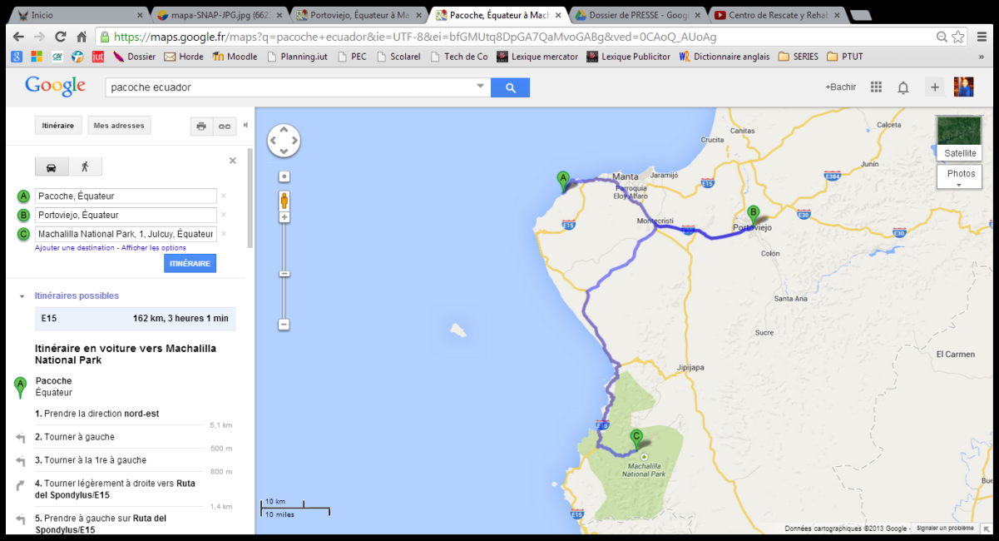 Inicio
mapa-SNAP-JPG.jpg (662
Portoviejo, Équateur à Ma
Pacoche, Équateur à Mach
Dossier de PRESSE - Goog
Centro de Rescate y Reha
https://maps.google.fr/maps?q=pacoche+ecuador&ie=UTF-8&ei=bfGMUtq8DpGA7QaMvoGABg&ved=0CAoQ_AUoAg
Dossier
Horde
Moodle
Planning.iut
PEC
Scolarel
Tech de Co
Lexique mercator
Lexique Publicitor
Dictionnaire anglais
SERIES
PTUT
»
Google
pacoche ecuador
+Bachir
Itinéraire
Mes adresses
A Pacoche, Équateur
B Portoviejo, Équateur
C Machalilla National Park, 1, Julcuy, Équateur
Ajouter une destination - Afficher les options
ITINÉRAIRE
Itinéraires possibles
E15 162 km, 3 heures 1 min
Itinéraire en voiture vers Machalilla
National Park
A Pacoche
Équateur
1. Prendre la direction nord-est
5,1 km
2. Tourner à gauche
500 m
3. Tourner à la 1re à gauche
800 m
4. Tourner légèrement à droite vers Ruta
del Spondylus/E15
1,4 km
5. Prendre à gauche sur Ruta del
Spondylus/E15
Satellite
Photos
Calceta
Canitas
Crucita
Junín
E384
A
Manta
Jaramijó
E15
Parroquia
Eloy Alfaro
B
E30
Montecristi
E15
Portoviejo
E30
Colón
Santa Ana
Sucre
El Carmen
Jipijapa
C
Machalilla
National Park
Bue
E15
10 km
10 miles
Données cartographiques ©2013 Google -
Signaler un problème